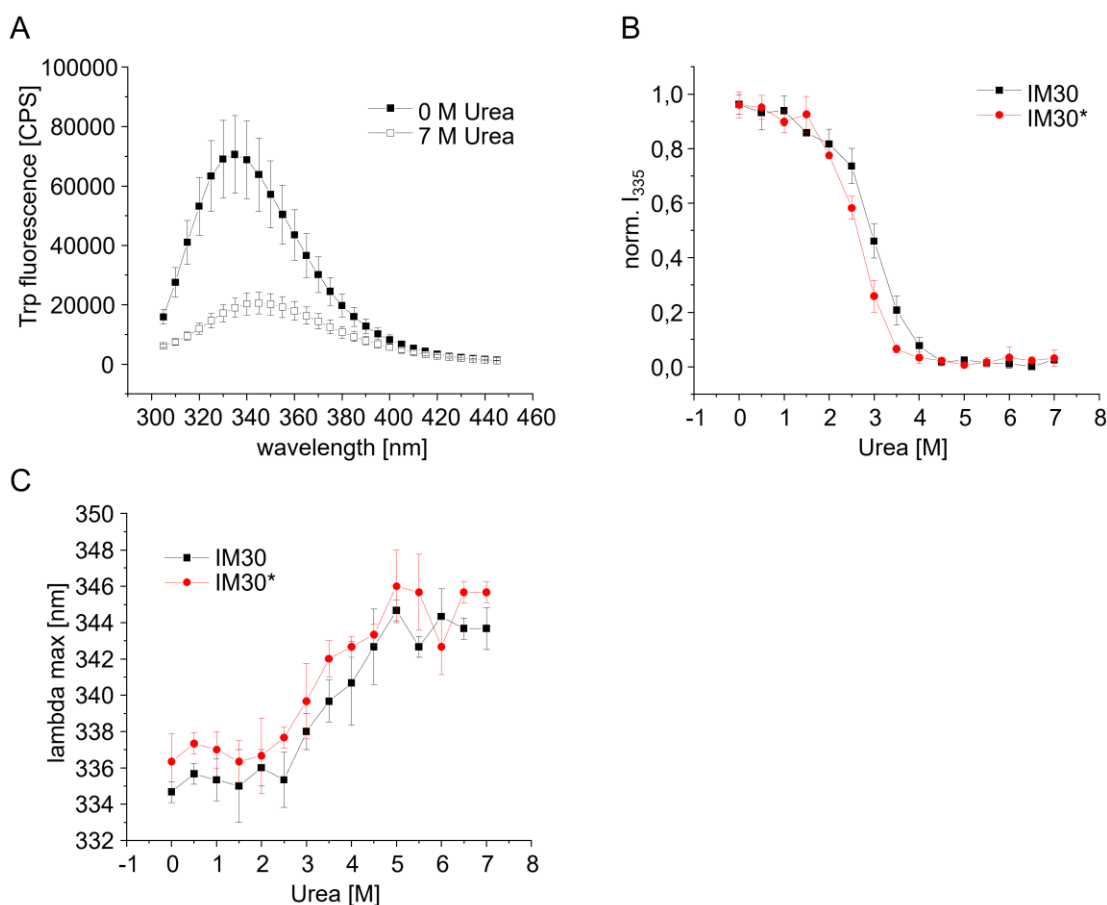 A
100000
80000
60000
40000
20000
0
Trp fluorescence [CPS]
0 M Urea
7 M Urea
300 320 340 360 380 400 420 440 460
wavelength [nm]
B
1,0
0,8
0,6
0,4
0,2
0,0
norm. I335
IM30
IM30*
-1 0 1 2 3 4 5 6 7 8
Urea [M]
C
350
348
346
344
342
340
338
336
334
332
lambda max [nm]
IM30
IM30*
-1 0 1 2 3 4 5 6 7 8
Urea [M]